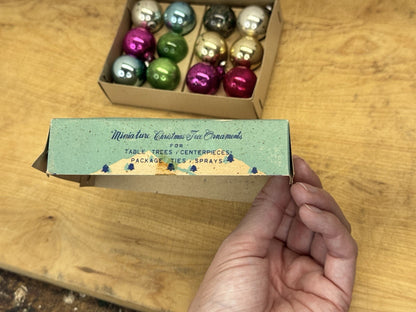 Miniature Christmas Tree Ornaments
FOR
TABLE TREES / CENTERPIECES
PACKAGE TIES / SPRAYS